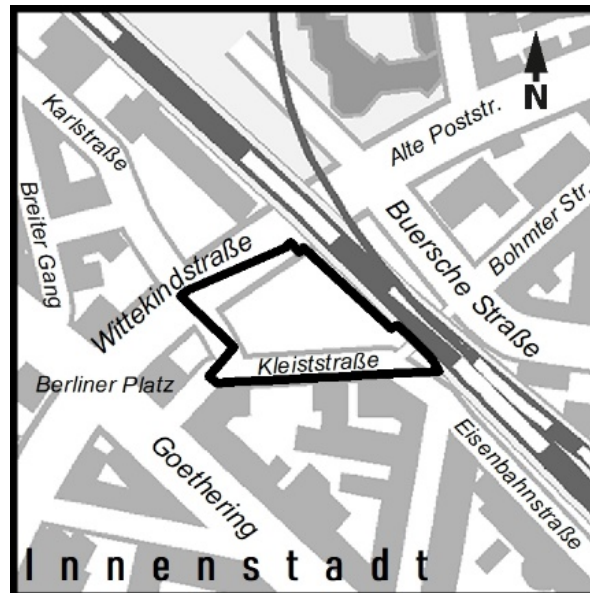 Karlstraße
Alte Poststr.
N
Breiter Gang
Buersche Straße
Bohmter Str.
Wittekindstraße
Kleiststraße
Berliner Platz
Goethering
Eisenbahnstraße
Innenstadt